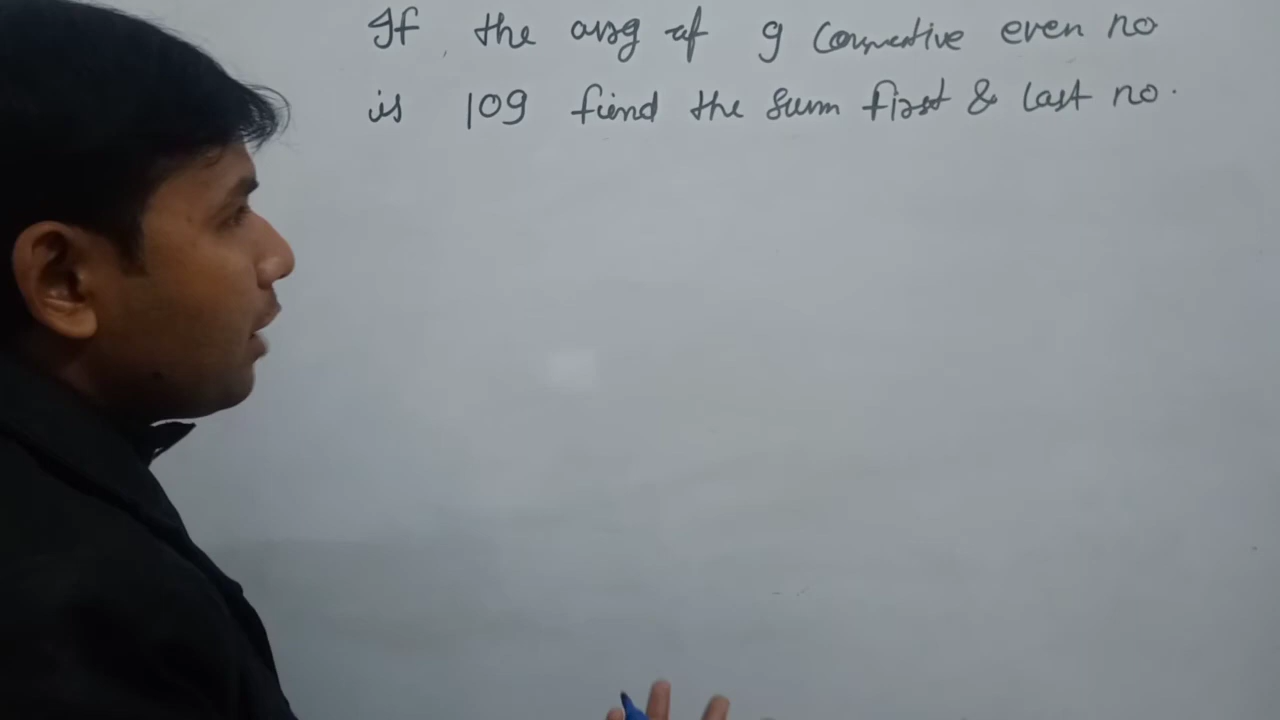 If the avg of 9 Consecutive even no
is 109 find the sum first & last no.